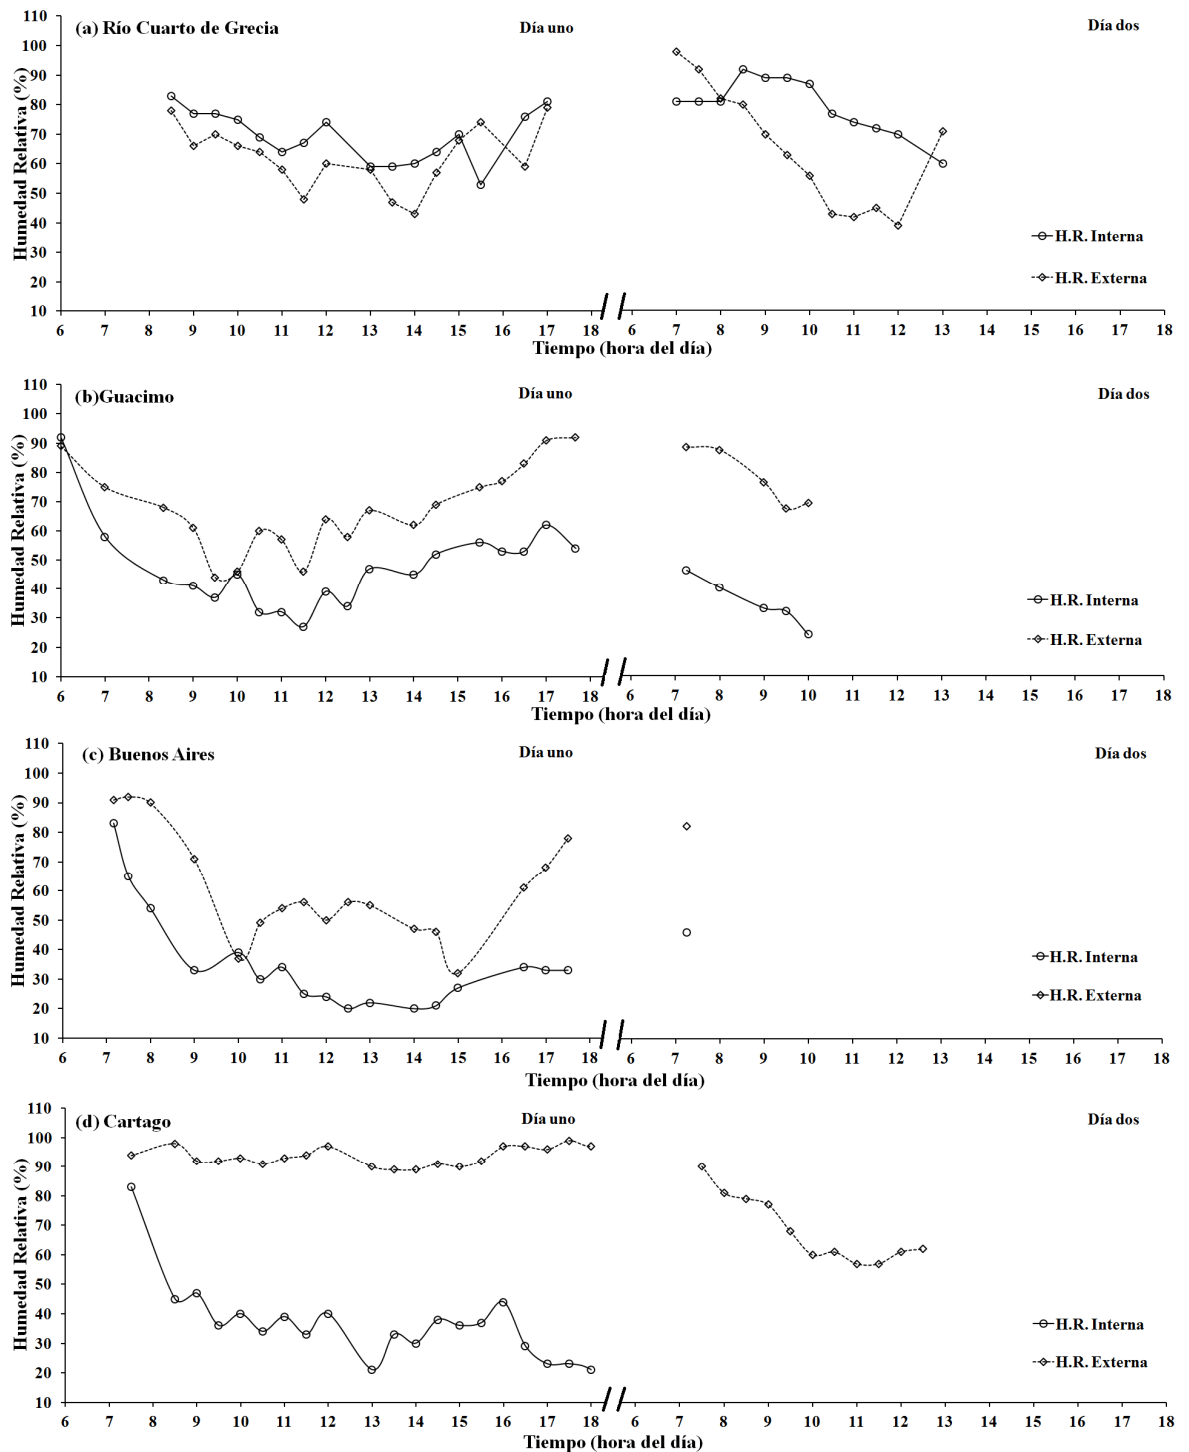 (a) Río Cuarto de Grecia
Día uno
Día dos
Humedad Relativa (%)
110
100
90
80
70
60
50
40
30
20
10
H.R. Interna
H.R. Externa
6 7 8 9 10 11 12 13 14 15 16 17 18 6 7 8 9 10 11 12 13 14 15 16 17 18
Tiempo (hora del día)
(b)Guacimo
Día uno
Día dos
Humedad Relativa (%)
110
100
90
80
70
60
50
40
30
20
10
H.R. Interna
H.R. Externa
6 7 8 9 10 11 12 13 14 15 16 17 18 6 7 8 9 10 11 12 13 14 15 16 17 18
Tiempo (hora del día)
(c) Buenos Aires
Día uno
Día dos
Humedad Relativa (%)
110
100
90
80
70
60
50
40
30
20
10
H.R. Interna
H.R. Externa
6 7 8 9 10 11 12 13 14 15 16 17 18 6 7 8 9 10 11 12 13 14 15 16 17 18
Tiempo (hora del día)
(d) Cartago
Día uno
Día dos
Humedad Relativa (%)
110
100
90
80
70
60
50
40
30
20
10
H.R. Interna
H.R. Externa
6 7 8 9 10 11 12 13 14 15 16 17 18 6 7 8 9 10 11 12 13 14 15 16 17 18
Tiempo (hora del día)